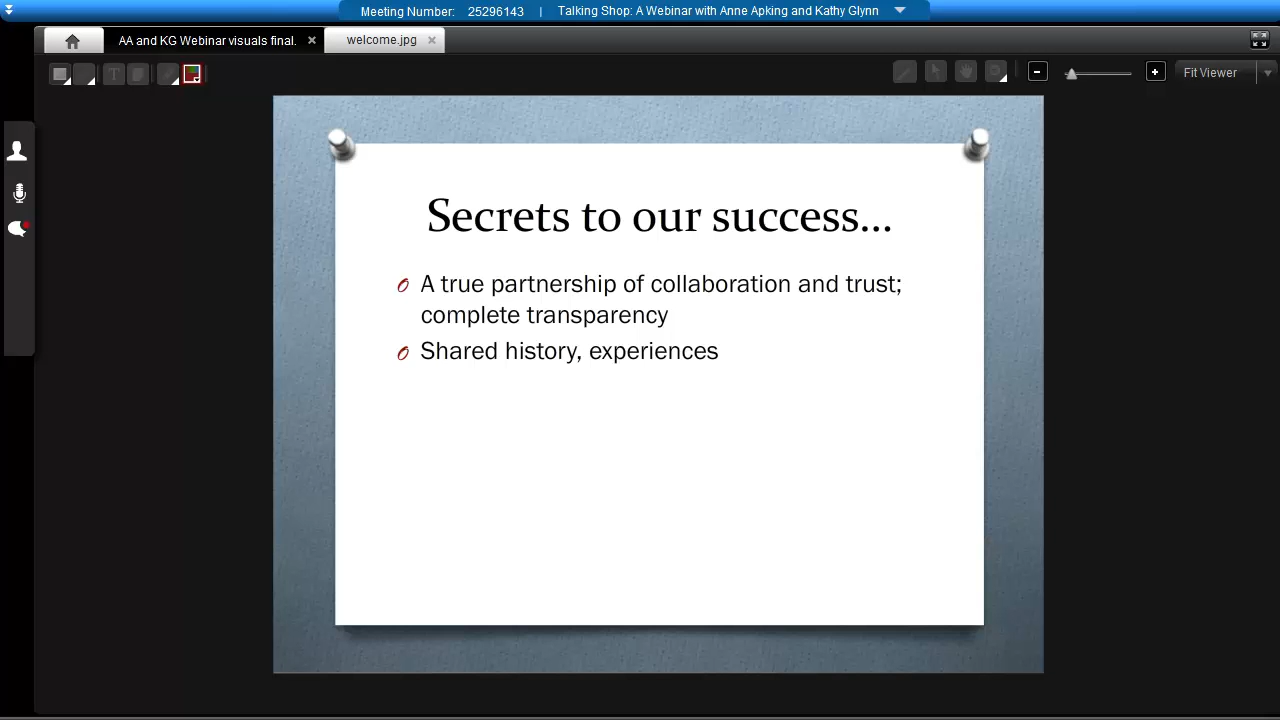 Meeting Number: 25296143 | Talking Shop: A Webinar with Anne Apking and Kathy Glynn
AA and KG Webinar visuals final.
welcome.jpg
T
Fit Viewer
Secrets to our success...
A true partnership of collaboration and trust;
complete transparency
Shared history, experiences